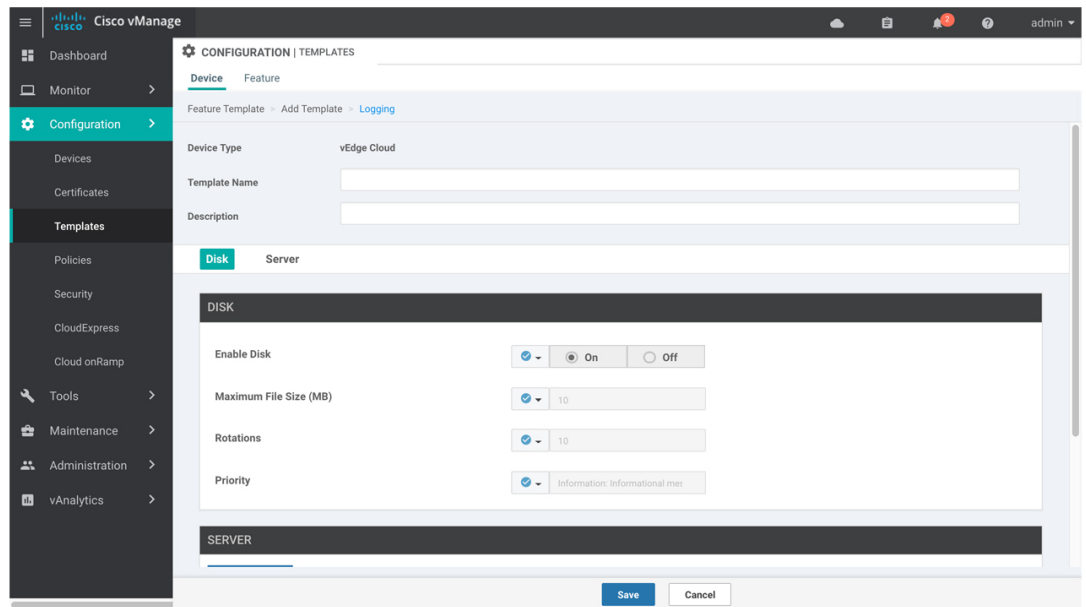 cisco Cisco vManage
2
admin
Dashboard
Monitor
Configuration
Devices
Certificates
Templates
Policies
Security
CloudExpress
Cloud onRamp
Tools
Maintenance
Administration
vAnalytics
CONFIGURATION | TEMPLATES
Device Feature
Feature Template > Add Template > Logging
Device Type vEdge Cloud
Template Name
Description
Disk Server
DISK
Enable Disk On Off
Maximum File Size (MB) 10
Rotations 10
Priority Information: Informational mes
SERVER
Save Cancel